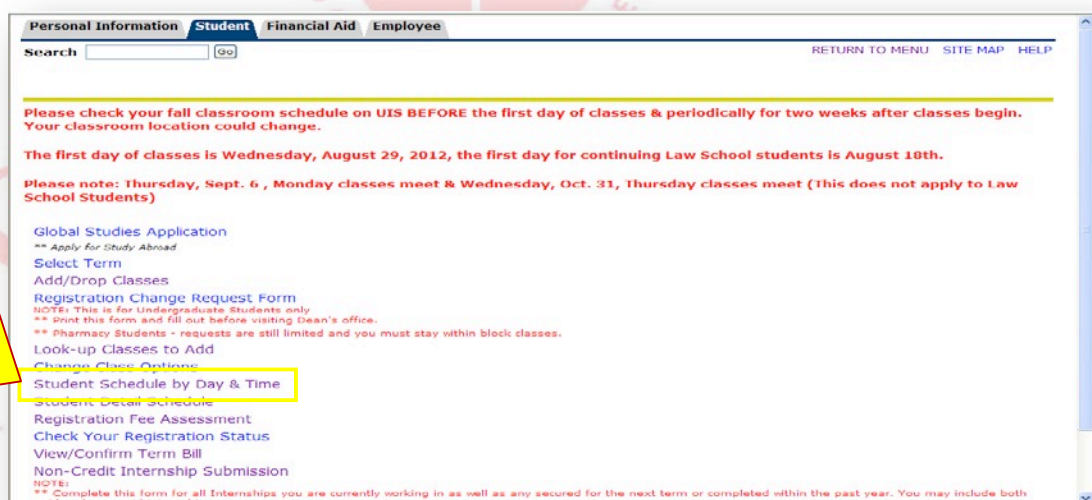 Personal Information Student Financial Aid Employee
Search Go RETURN TO MENU SITE MAP HELP
Please check your fall classroom schedule on UIS BEFORE the first day of classes & periodically for two weeks after classes begin.
Your classroom location could change.
The first day of classes is Wednesday, August 29, 2012, the first day for continuing Law School students is August 18th.
Please note: Thursday, Sept. 6 , Monday classes meet & Wednesday, Oct. 31, Thursday classes meet (This does not apply to Law
School Students)
Global Studies Application
** Apply for Study Abroad
Select Term
Add/Drop Classes
Registration Change Request Form
NOTE: This is for Undergraduate Students only
** Print this form and fill out before visiting Dean's office.
** Pharmacy Students - requests are still limited and you must stay within block classes.
Look-up Classes to Add
Change Class Options
Student Schedule by Day & Time
Student Detail Schedule
Registration Fee Assessment
Check Your Registration Status
View/Confirm Term Bill
Non-Credit Internship Submission
NOTE:
** Complete this form for all Internships you are currently working in as well as any secured for the next term or completed within the past year. You may include both